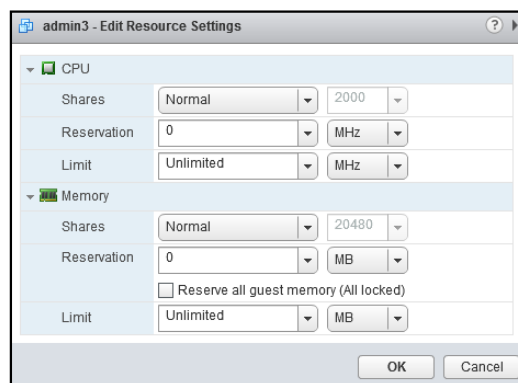 admin3 - Edit Resource Settings ?
CPU
Shares Normal 2000
Reservation 0 MHz
Limit Unlimited MHz
Memory
Shares Normal 20480
Reservation 0 MB
Reserve all guest memory (All locked)
Limit Unlimited MB
OK Cancel